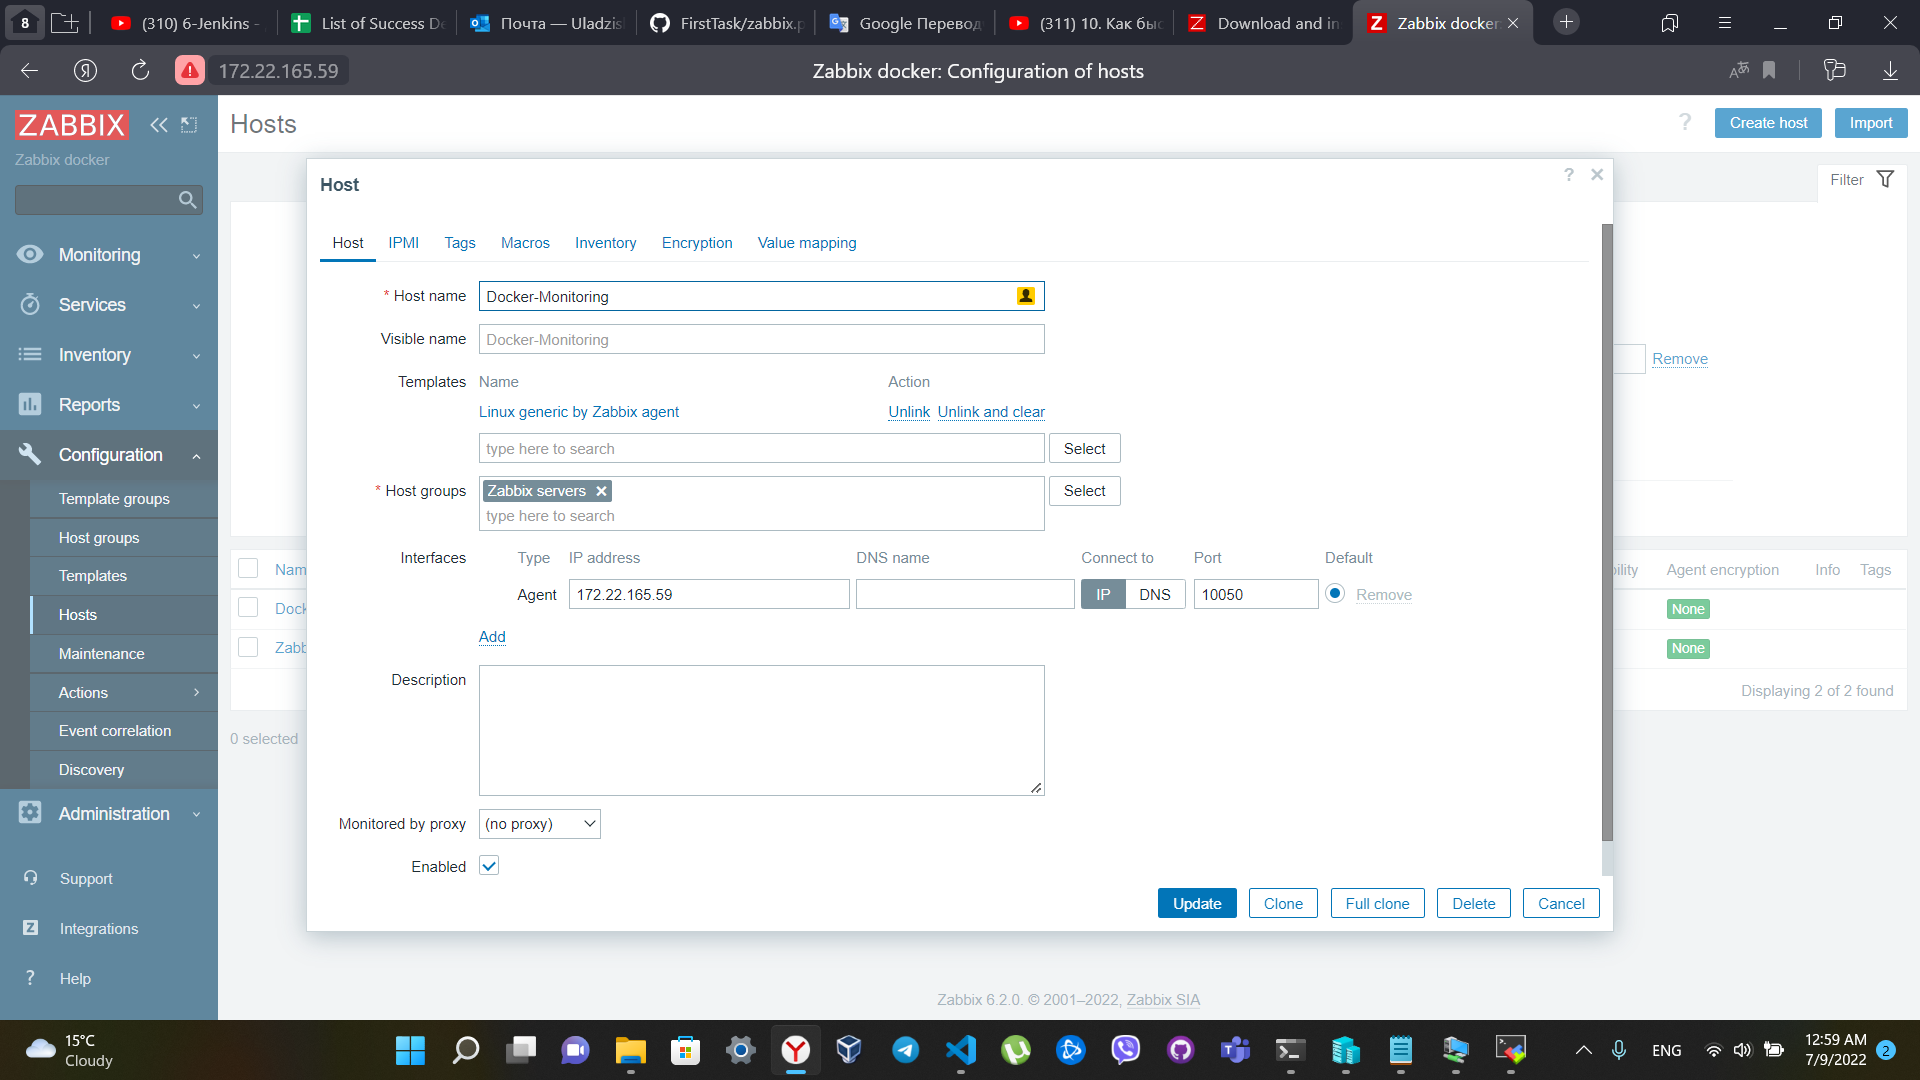 8
(310) 6-Jenkins -
List of Success De
Почта — Uladzis
FirstTask/zabbix.p
Google Перевод
(311) 10. Как быс
Download and in
Zabbix docker
172.22.165.59
Zabbix docker: Configuration of hosts
ZABBIX
Zabbix docker
Monitoring
Services
Inventory
Reports
Configuration
Template groups
Host groups
Templates
Hosts
Maintenance
Actions
Event correlation
Discovery
Administration
Support
Integrations
Help
Hosts
? Create host Import
Filter
Host
?
Host IPMI Tags Macros Inventory Encryption Value mapping
* Host name Docker-Monitoring
Visible name Docker-Monitoring
Templates Name Action
Linux generic by Zabbix agent Unlink Unlink and clear
type here to search Select
* Host groups Zabbix servers Select
type here to search
Interfaces Type IP address DNS name Connect to Port Default
Agent 172.22.165.59 IP DNS 10050 Remove
Add
Description
Monitored by proxy (no proxy)
Enabled
Update Clone Full clone Delete Cancel
Remove
Nam bility Agent encryption Info Tags
Dock None
Zabb None
Displaying 2 of 2 found
0 selected
Zabbix 6.2.0. © 2001–2022, Zabbix SIA
15°C
Cloudy
ENG
12:59 AM
7/9/2022
2